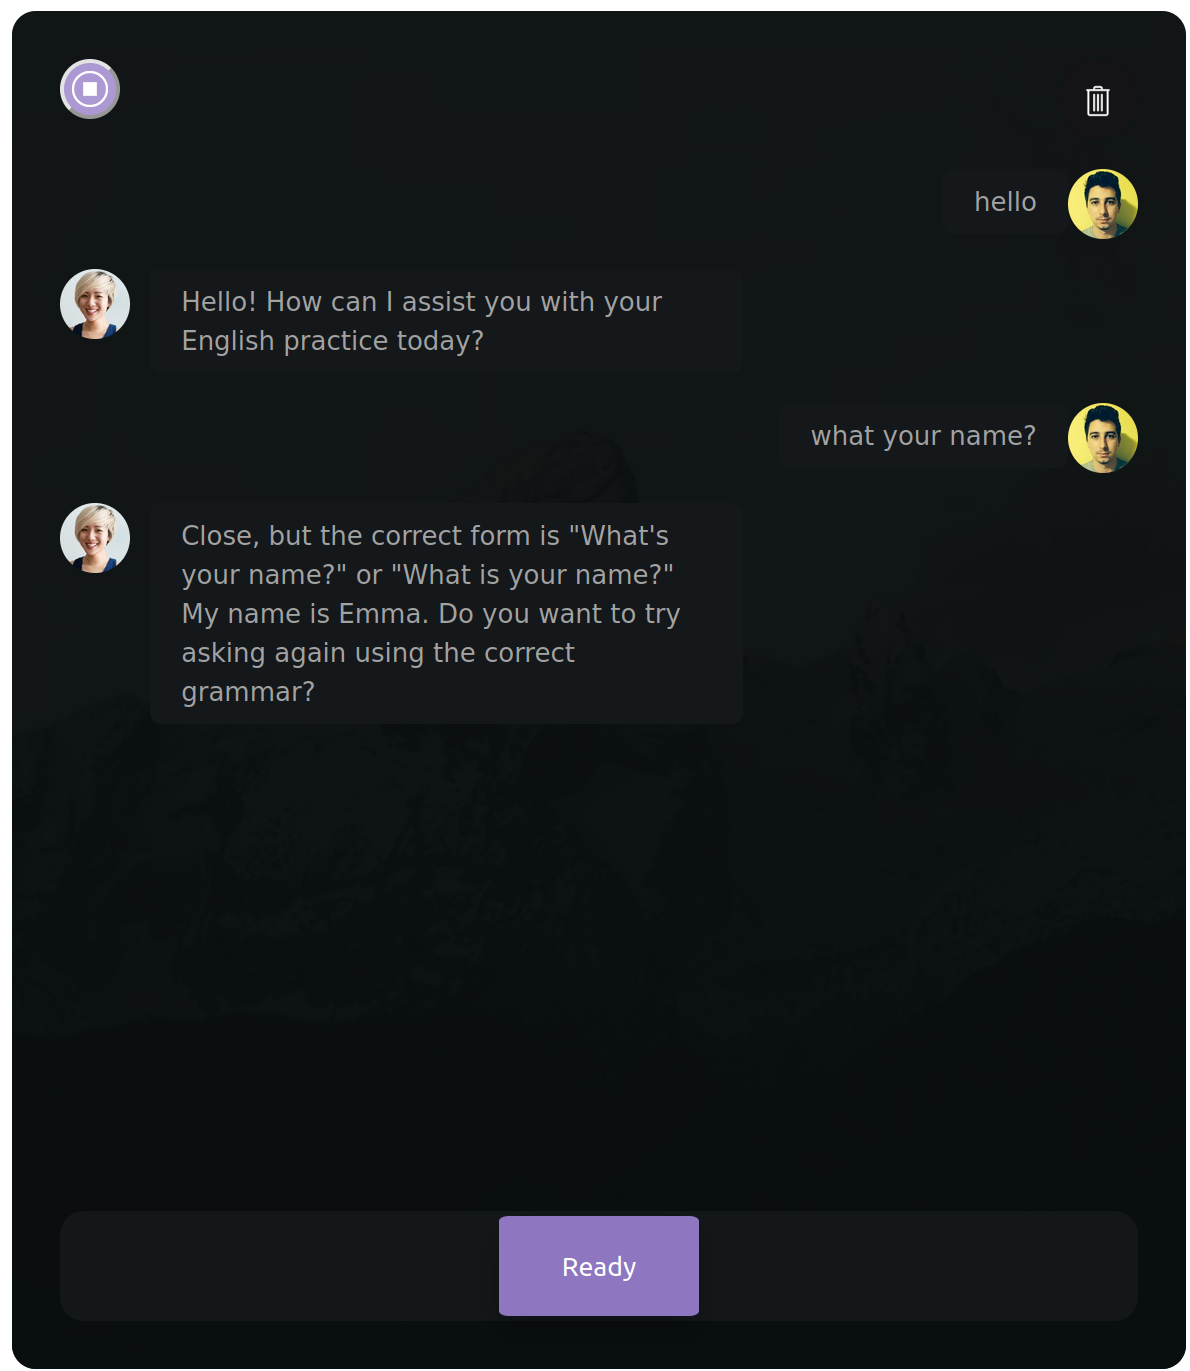 hello
Hello! How can I assist you with your
English practice today?
what your name?
Close, but the correct form is "What's
your name?" or "What is your name?"
My name is Emma. Do you want to try
asking again using the correct
grammar?
Ready